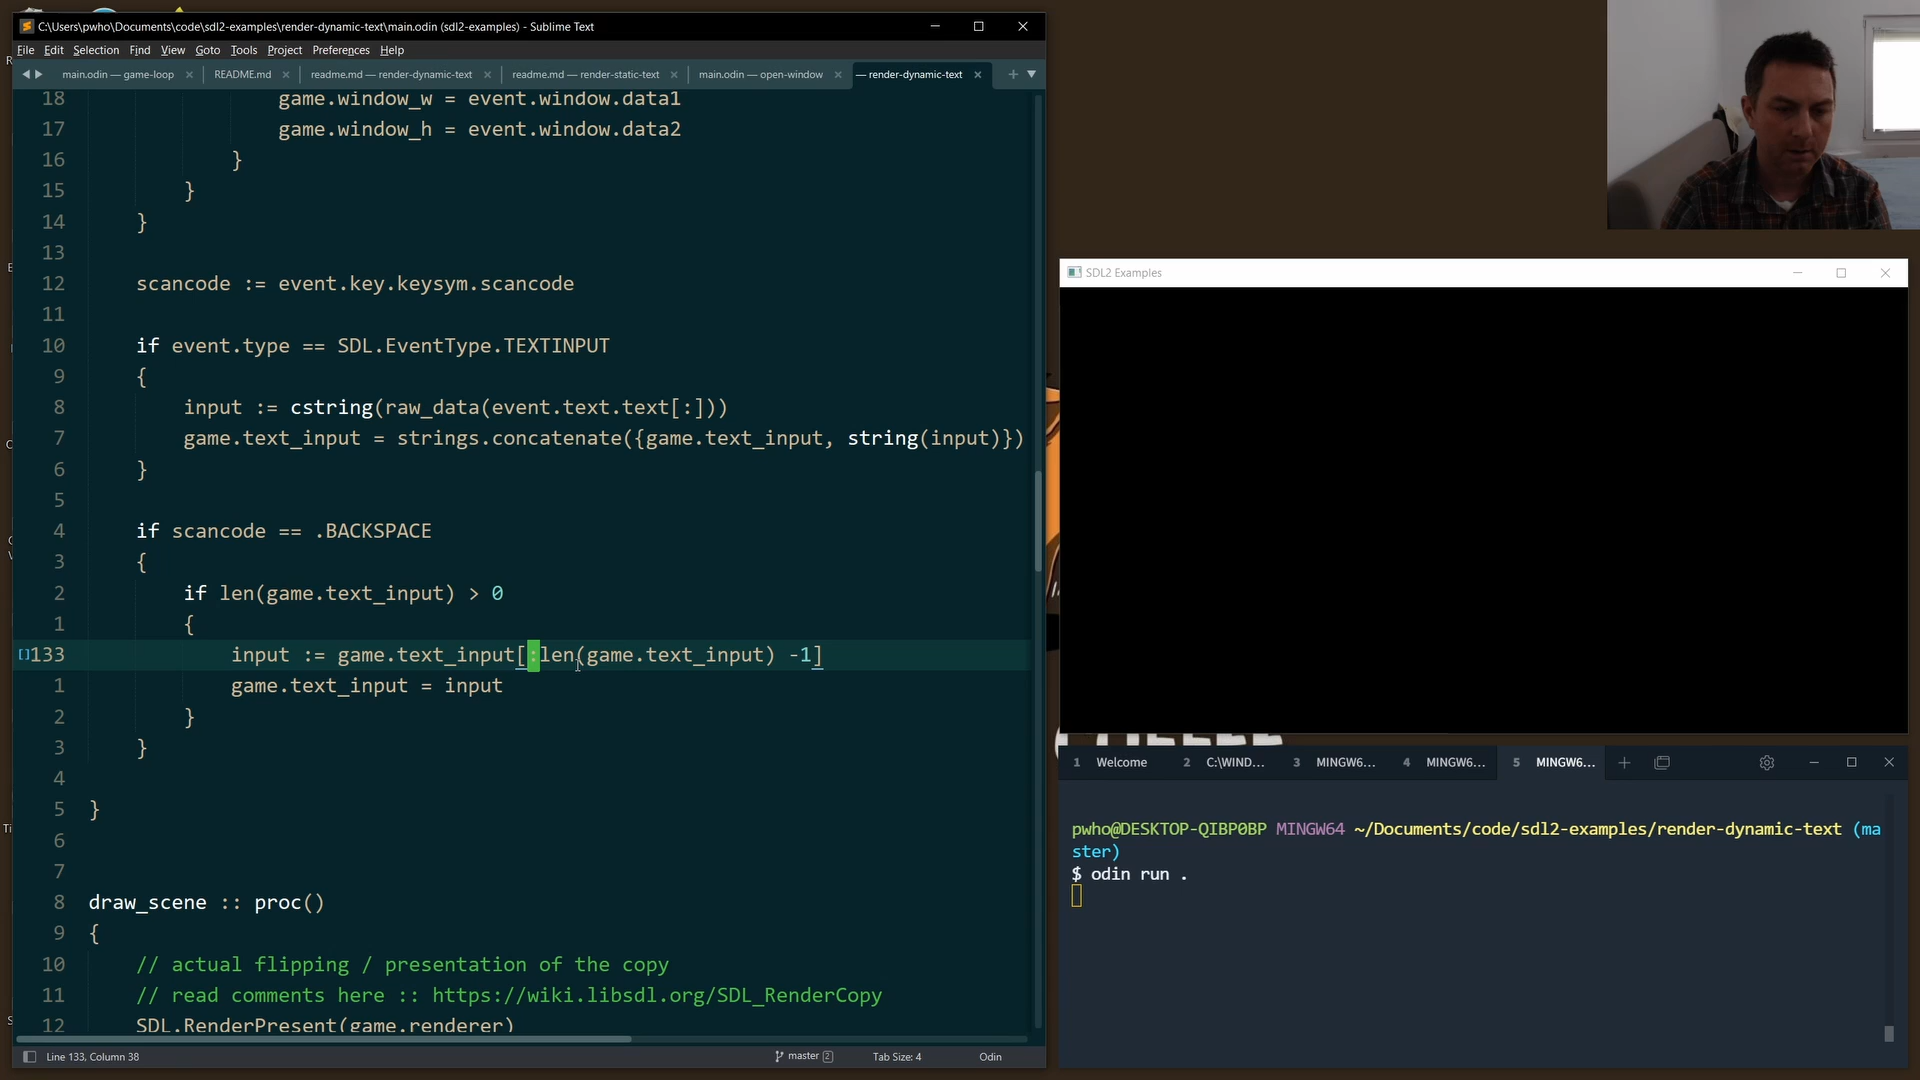 C:\Users\pwho\Documents\code\sdl2-examples\render-dynamic-text\main.odin (sdl2-examples) - Sublime Text
File Edit Selection Find View Goto Tools Project Preferences Help
main.odin — game-loop
README.md
readme.md — render-dynamic-text
readme.md — render-static-text
main.odin — open-window
— render-dynamic-text
18 game.window_w = event.window.data1
17 game.window_h = event.window.data2
16 }
15 }
14 }
13
12 scancode := event.key.keysym.scancode
11
10 if event.type == SDL.EventType.TEXTINPUT
9 {
8 input := cstring(raw_data(event.text.text[:]))
7 game.text_input = strings.concatenate({game.text_input, string(input)})
6 }
5
4 if scancode == .BACKSPACE
3 {
2 if len(game.text_input) > 0
1 {
133 input := game.text_input[:len(game.text_input) -1]
1 game.text_input = input
2 }
3 }
4
5 }
6
7
8 draw_scene :: proc()
9 {
10 // actual flipping / presentation of the copy
11 // read comments here :: https://wiki.libsdl.org/SDL_RenderCopy
12 SDL.RenderPresent(game.renderer)
Line 133, Column 38
master 2
Tab Size: 4
Odin
SDL2 Examples
1 Welcome
2 C:\WIND...
3 MINGW6...
4 MINGW6...
5 MINGW6...
pwho@DESKTOP-QIBP0BP MINGW64 ~/Documents/code/sdl2-examples/render-dynamic-text (ma
ster)
$ odin run .